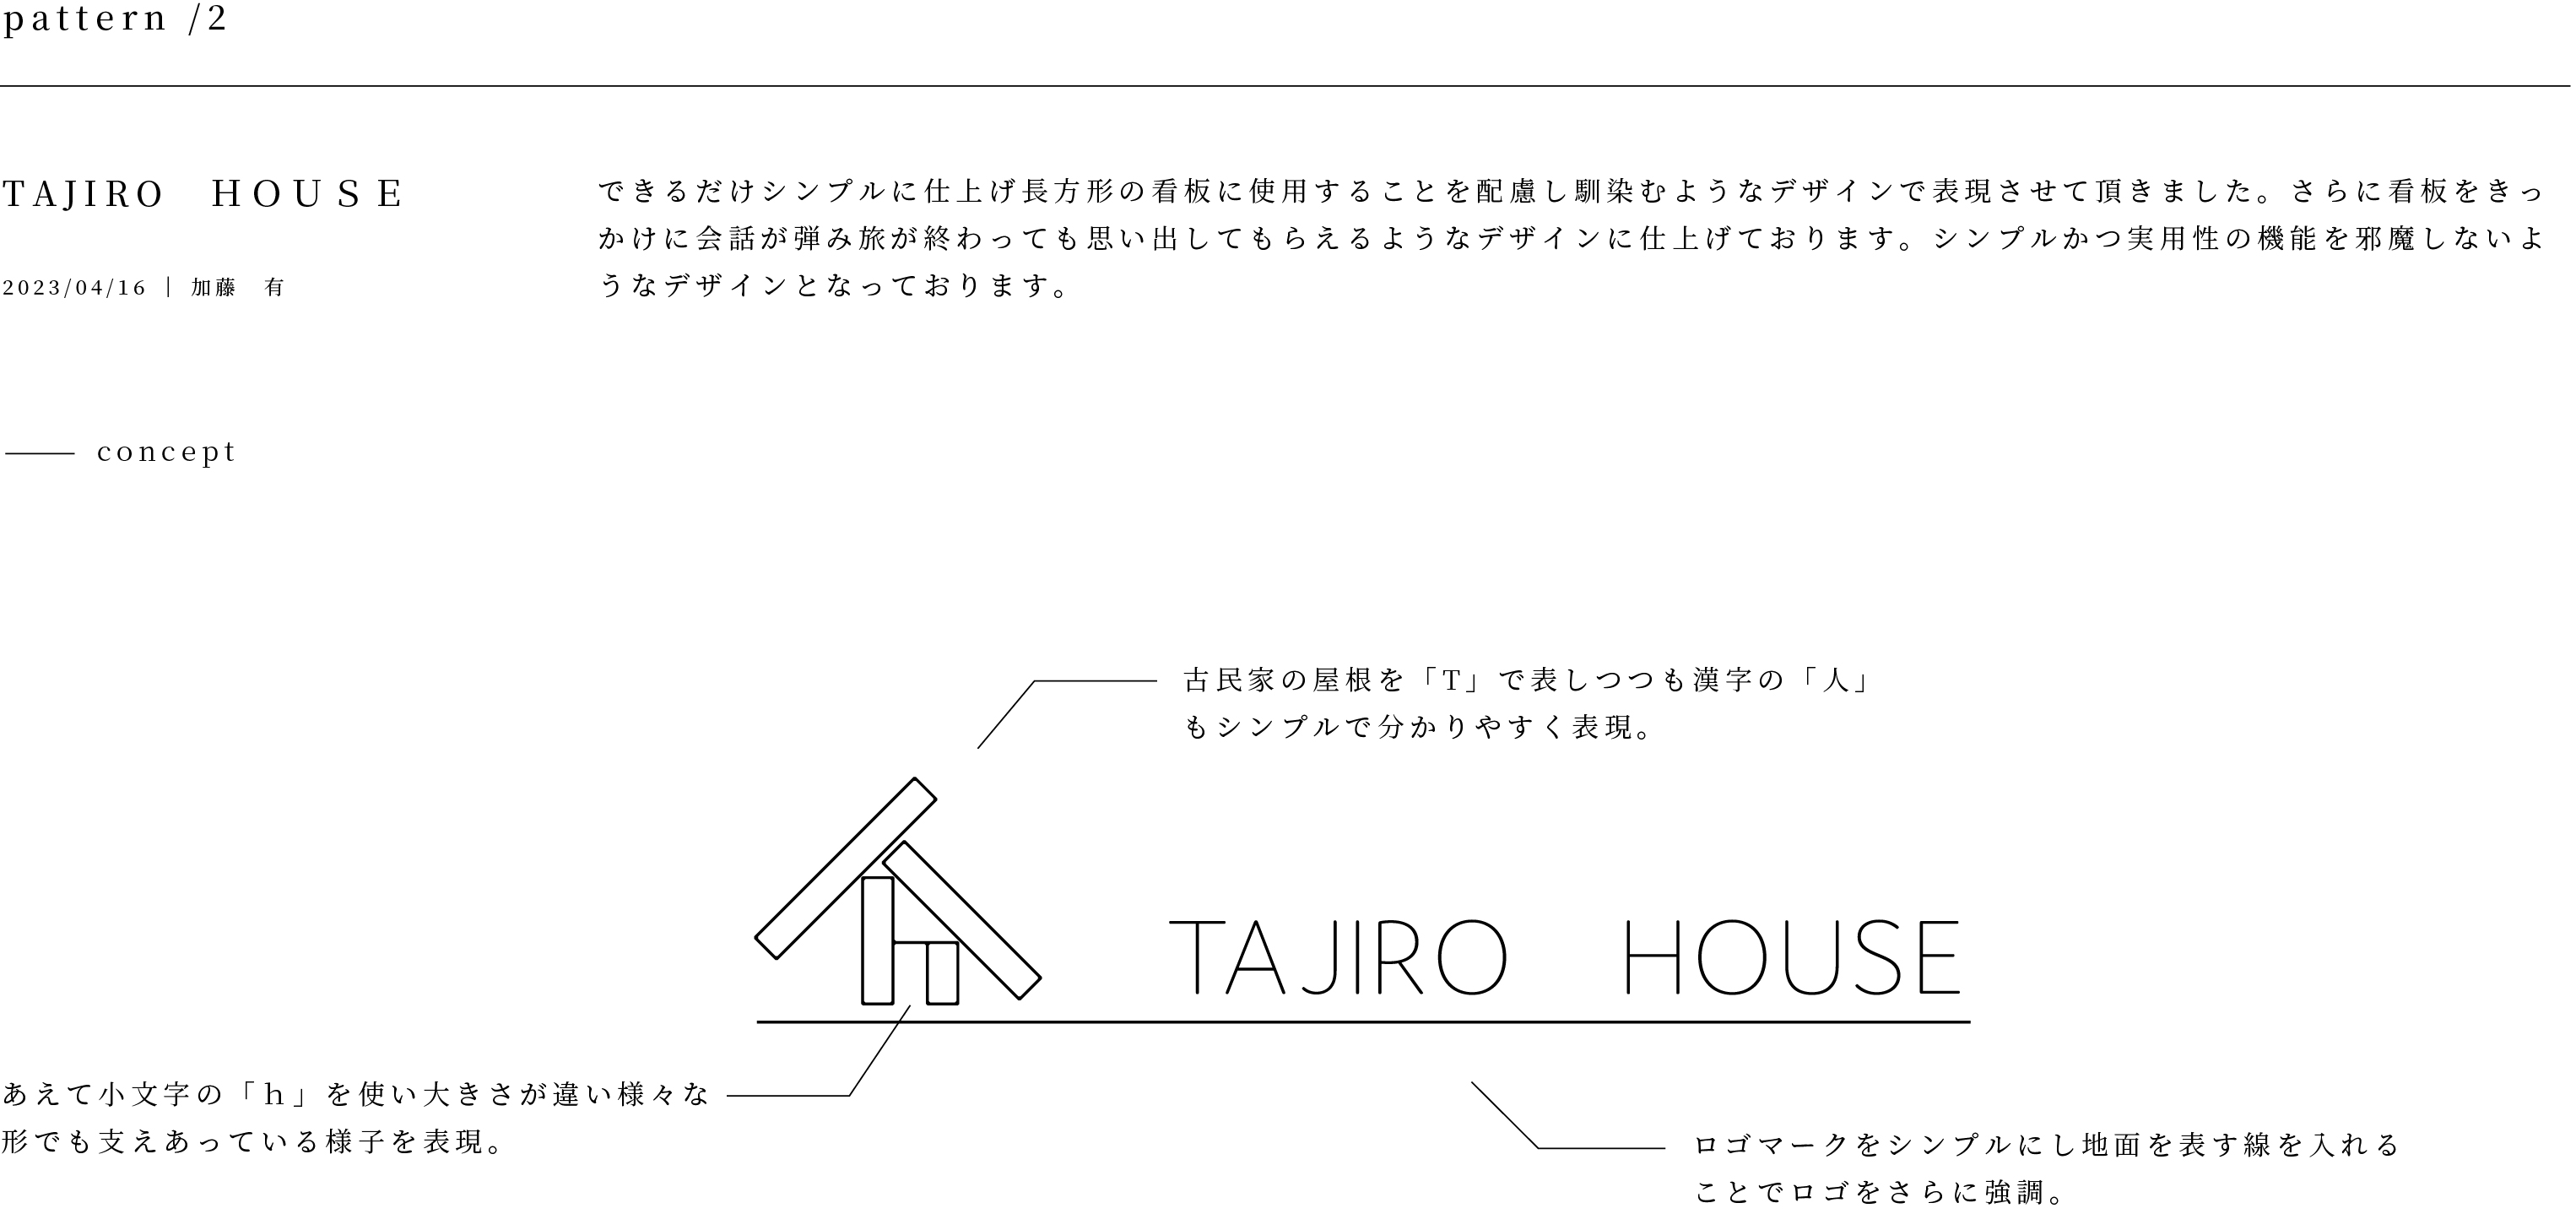 pattern /2
TAJIRO　HOUSE
2023/04/16 ｜ 加藤　有
できるだけシンプルに仕上げ長方形の看板に使用することを配慮し馴染むようなデザインで表現させて頂きました。さらに看板をきっ
かけに会話が弾み旅が終わっても思い出してもらえるようなデザインに仕上げております。シンプルかつ実用性の機能を邪魔しないよ
うなデザインとなっております。
concept
古民家の屋根を「T」で表しつつも漢字の「人」
もシンプルで分かりやすく表現。
TAJIRO　HOUSE
あえて小文字の「ｈ」を使い大きさが違い様々な
形でも支えあっている様子を表現。
ロゴマークをシンプルにし地面を表す線を入れる
ことでロゴをさらに強調。